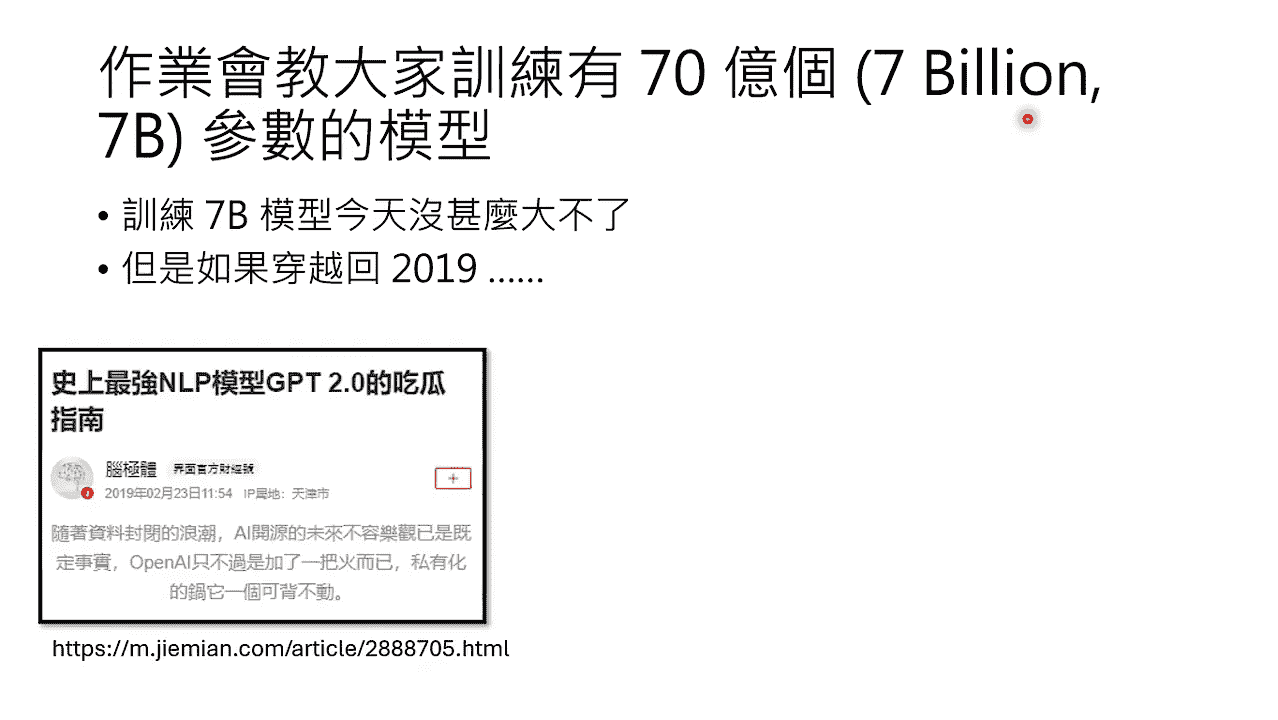 作業會教大家訓練有 70 億個 (7 Billion,
7B) 參數的模型
• 訓練 7B 模型今天沒甚麼大不了
• 但是如果穿越回 2019 ……
史上最強NLP模型GPT 2.0的吃瓜
指南
腦極體 界面官方財經號
2019年02月23日11:54 IP屬地：天津市
隨著資料封閉的浪潮，AI開源的未來不容樂觀已是既
定事實，OpenAI只不過是加了一把火而已，私有化
的鍋它一個可背不動。
https://m.jiemian.com/article/2888705.html